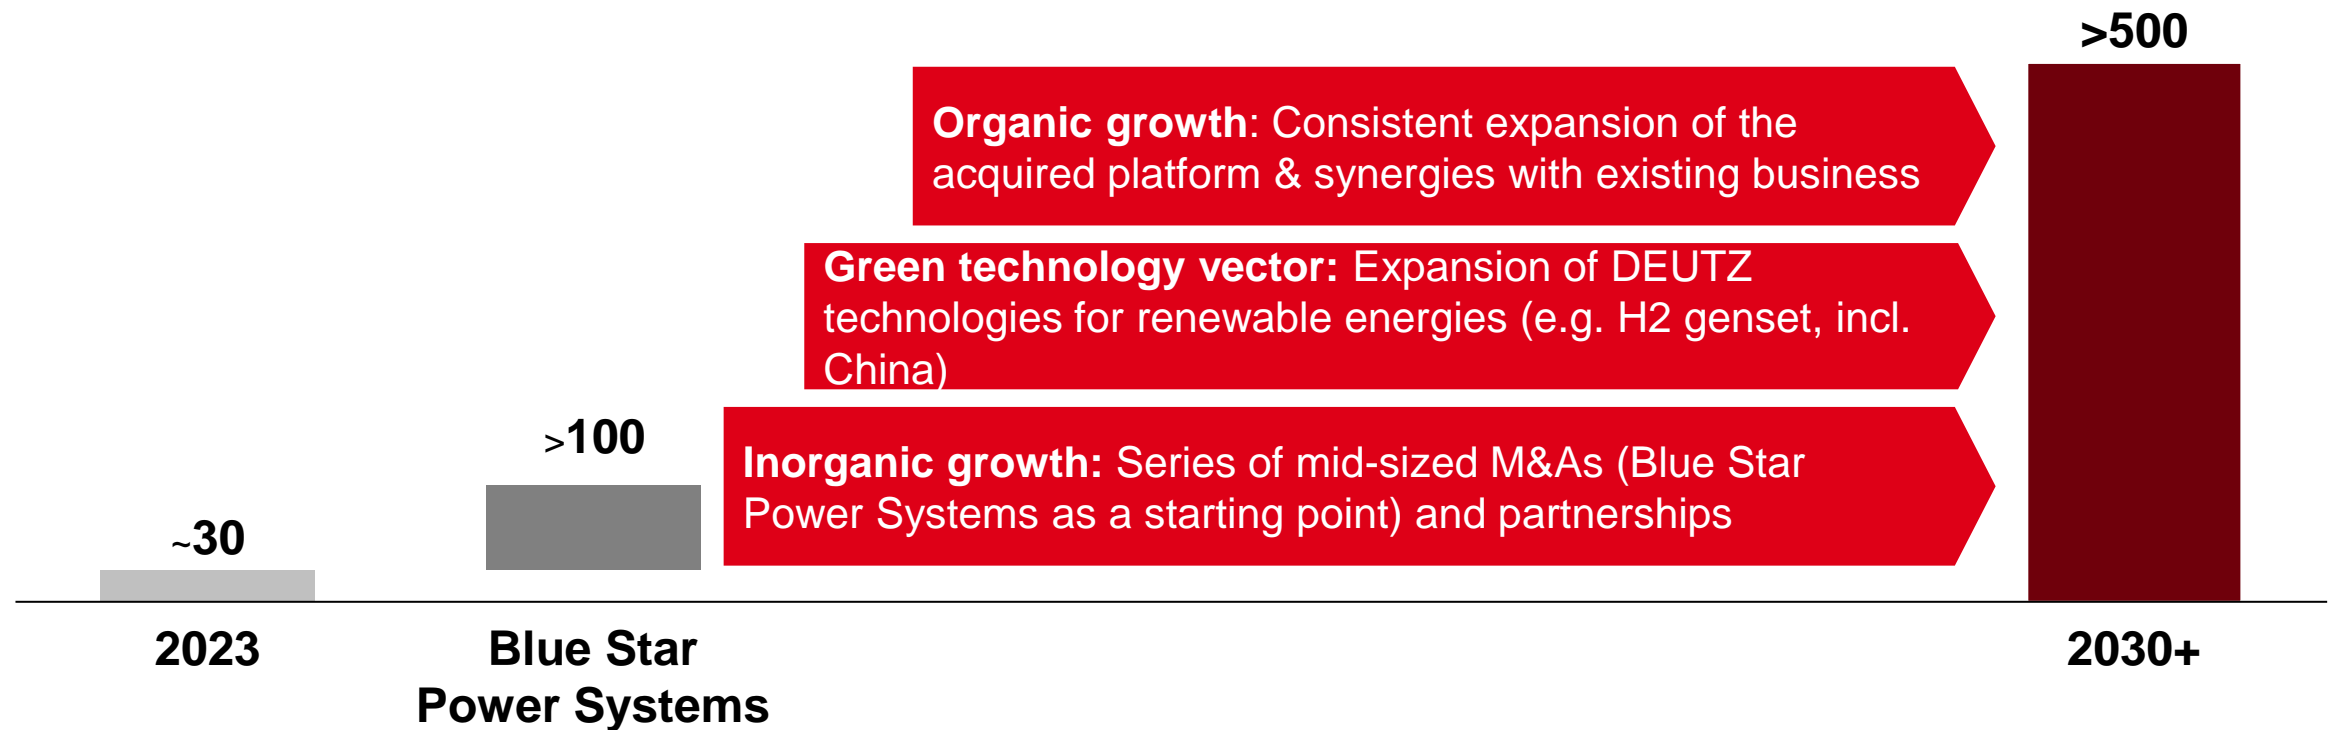 >500
Organic growth: Consistent expansion of the
acquired platform & synergies with existing business
Green technology vector: Expansion of DEUTZ
technologies for renewable energies (e.g. H2 genset, incl.
China)
>100
Inorganic growth: Series of mid-sized M&As (Blue Star
Power Systems as a starting point) and partnerships
~30
2023
Blue Star
Power Systems
2030+